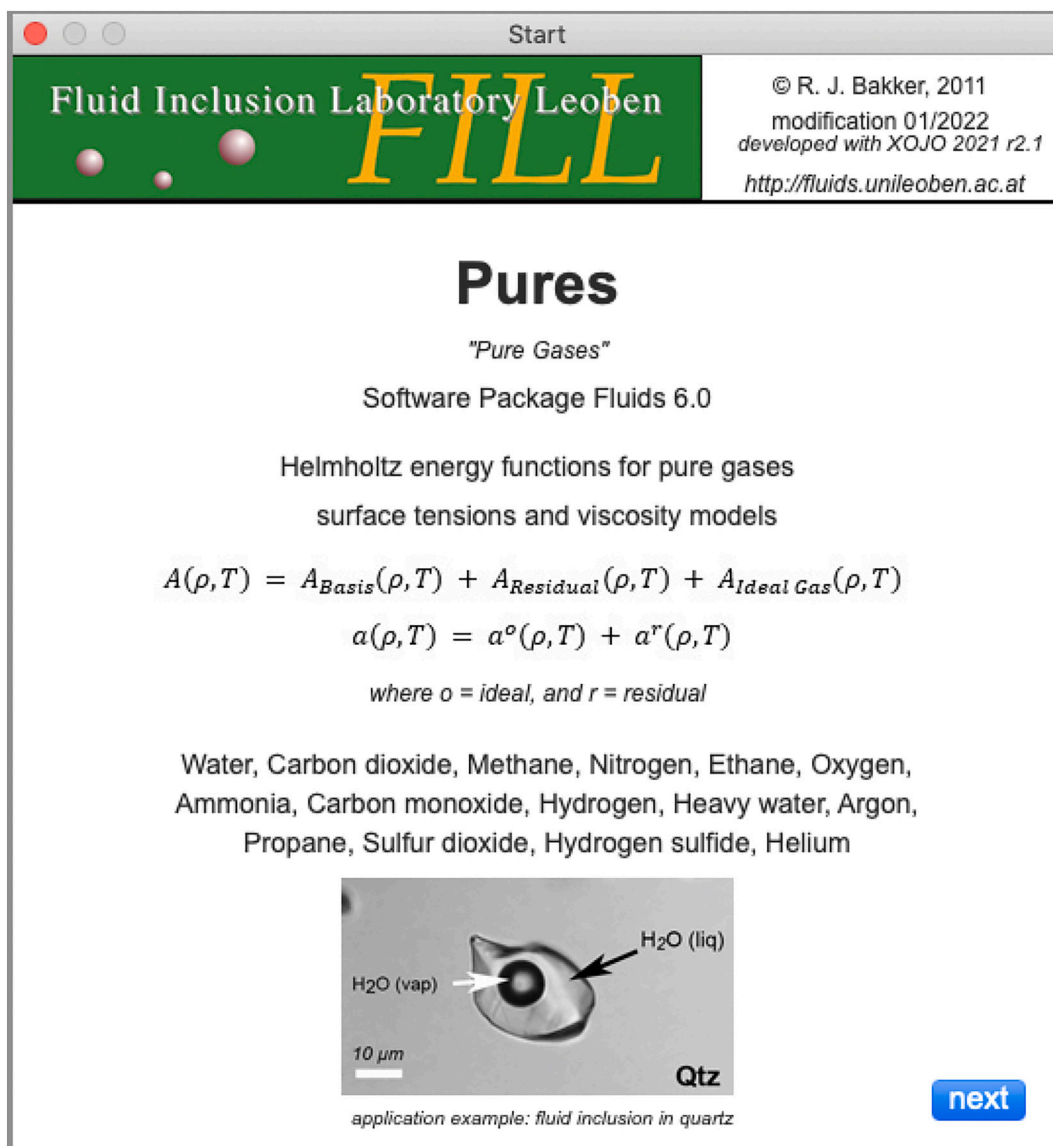 Start
Fluid Inclusion Laboratory Leoben
FILL
© R. J. Bakker, 2011
modification 01/2022
developed with XOJO 2021 r2.1
http://fluids.unileoben.ac.at
Pures
"Pure Gases"
Software Package Fluids 6.0
Helmholtz energy functions for pure gases
surface tensions and viscosity models
A(ρ,T) = A_Basis(ρ,T) + A_Residual(ρ,T) + A_Ideal Gas(ρ,T)
a(ρ,T) = aᵒ(ρ,T) + aʳ(ρ,T)
where o = ideal, and r = residual
Water, Carbon dioxide, Methane, Nitrogen, Ethane, Oxygen,
Ammonia, Carbon monoxide, Hydrogen, Heavy water, Argon,
Propane, Sulfur dioxide, Hydrogen sulfide, Helium
H₂O (liq)
H₂O (vap)
10 µm
Qtz
application example: fluid inclusion in quartz
next